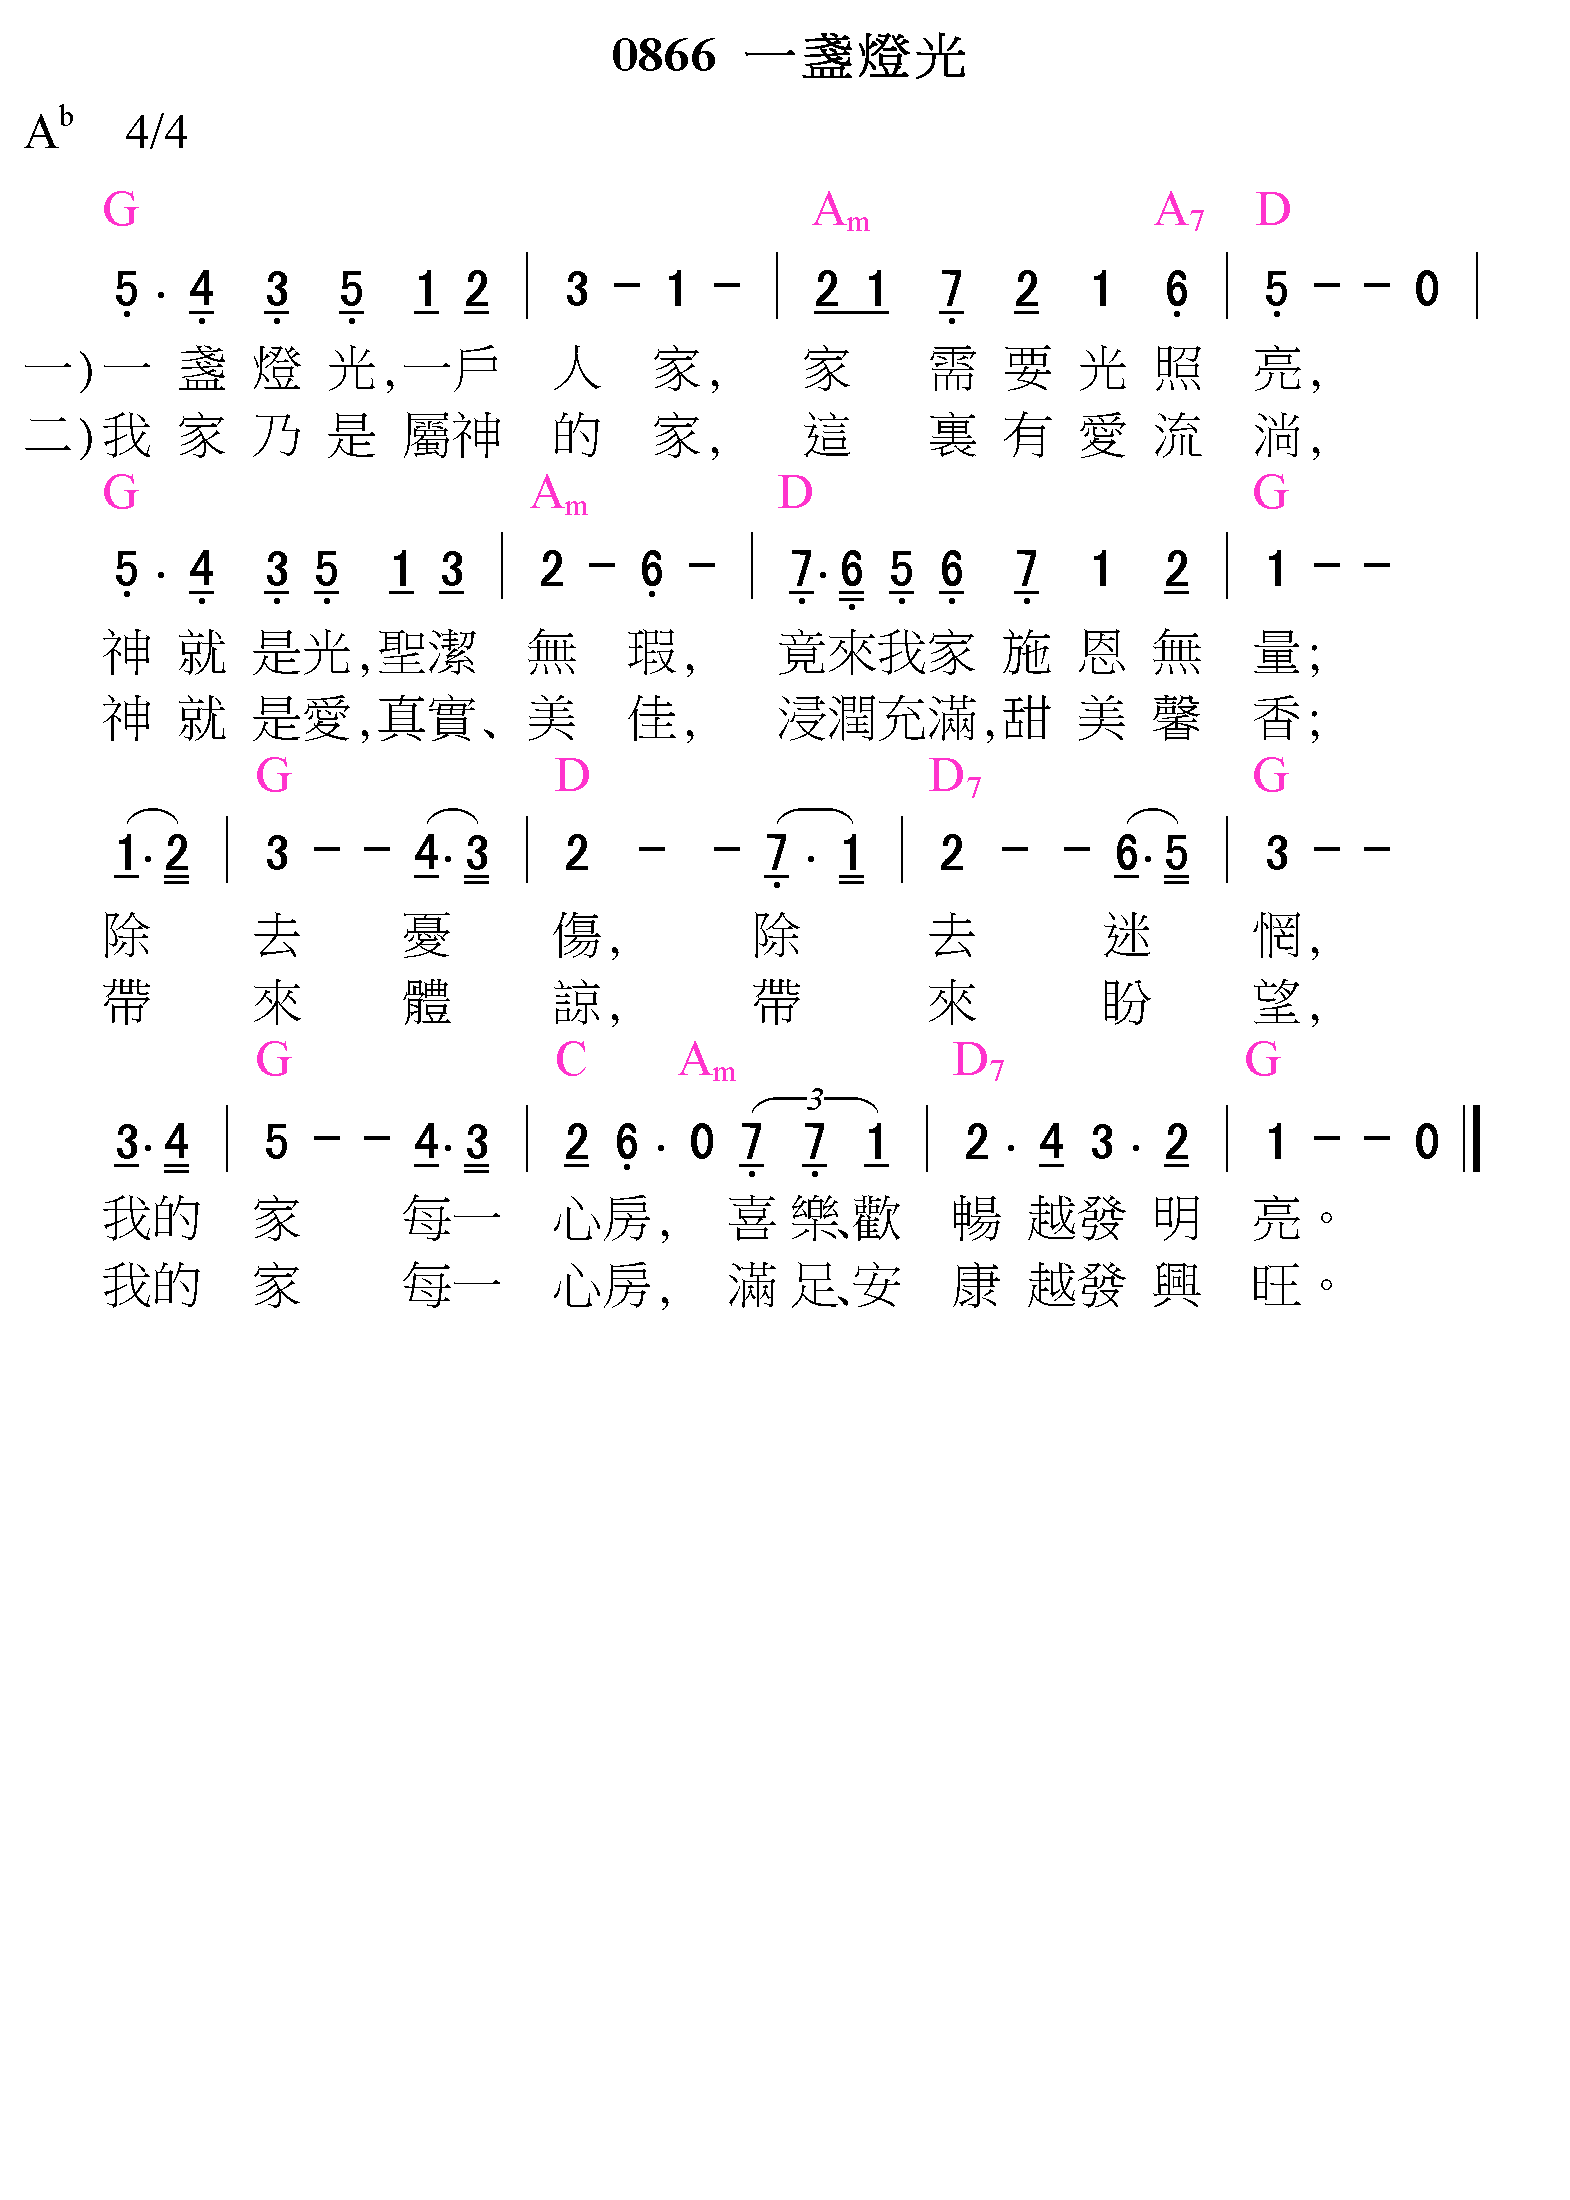 0866 一盞燈光
A♭ 4/4
G Am A7 D
5 . 4 3 5 1 2 | 3 - 1 - | 2 1 7 2 1 6 | 5 - - 0 |
一)一盞燈光,一戶人家, 家需要光照亮,
二)我家乃是屬神的家, 這裏有愛流淌,
G Am D G
5 . 4 3 5 1 3 | 2 - 6 - | 7 . 6 5 6 7 1 2 | 1 - -
神就是光,聖潔無瑕, 竟來我家施恩無量;
神就是愛,真實、美佳, 浸潤充滿,甜美馨香;
G D D7 G
1 . 2 | 3 - - 4 . 3 | 2 - - 7 . 1 | 2 - - 6 . 5 | 3 - -
除去憂傷, 除去迷惘,
帶來體諒, 帶來盼望,
G C Am D7 G
3
3 . 4 | 5 - - 4 . 3 | 2 6 . 0 7 7 1 | 2 . 4 3 . 2 | 1 - - 0 ‖
我的家每一心房, 喜樂、歡暢越發明亮。
我的家每一心房, 滿足、安康越發興旺。